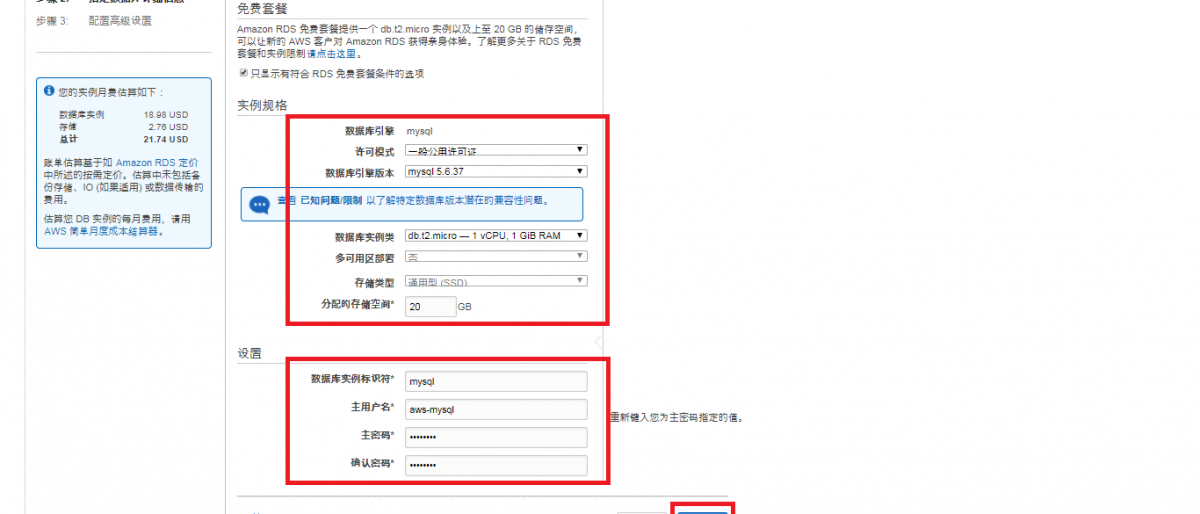 步骤 3: 配置高级设置
您的实例月费估算如下：
数据库实例 18.98 USD
存储 2.76 USD
总计 21.74 USD
账单估算基于如 Amazon RDS 定价
中所述的按需定价。估算中未包括备
份存储、IO (如果适用) 或数据传输的
费用。
估算您 DB 实例的每月费用，请用
AWS 简单月度成本结算器。
免费套餐
Amazon RDS 免费套餐提供一个 db.t2.micro 实例以及上至 20 GB 的储存空间，
可以让新的 AWS 客户对 Amazon RDS 获得亲身体验。了解更多关于 RDS 免费
套餐和实例限制请点击这里。
只显示有符合 RDS 免费套餐条件的选项
实例规格
数据库引擎 mysql
许可模式 一般公用许可证
数据库引擎版本 mysql 5.6.37
查看 已知问题/限制 以了解特定数据库版本潜在的兼容性问题。
数据库实例类 db.t2.micro — 1 vCPU, 1 GiB RAM
多可用区部署 否
存储类型 通用型 (SSD)
分配的存储空间* 20 GB
设置
数据库实例标识符* mysql
主用户名* aws-mysql
重新键入您为主密码指定的值。
主密码* ••••••••
确认密码* ••••••••